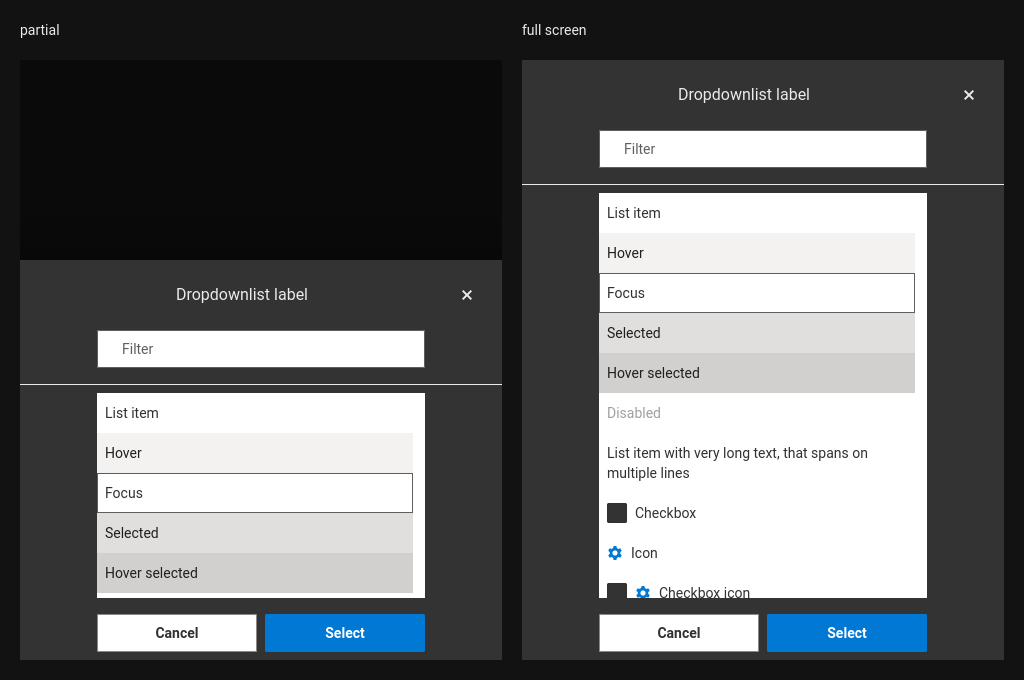 partial
Dropdownlist label
Filter
List item
Hover
Focus
Selected
Hover selected
Cancel
Select
full screen
Dropdownlist label
Filter
List item
Hover
Focus
Selected
Hover selected
Disabled
List item with very long text, that spans on
multiple lines
Checkbox
Icon
Checkbox icon
Cancel
Select